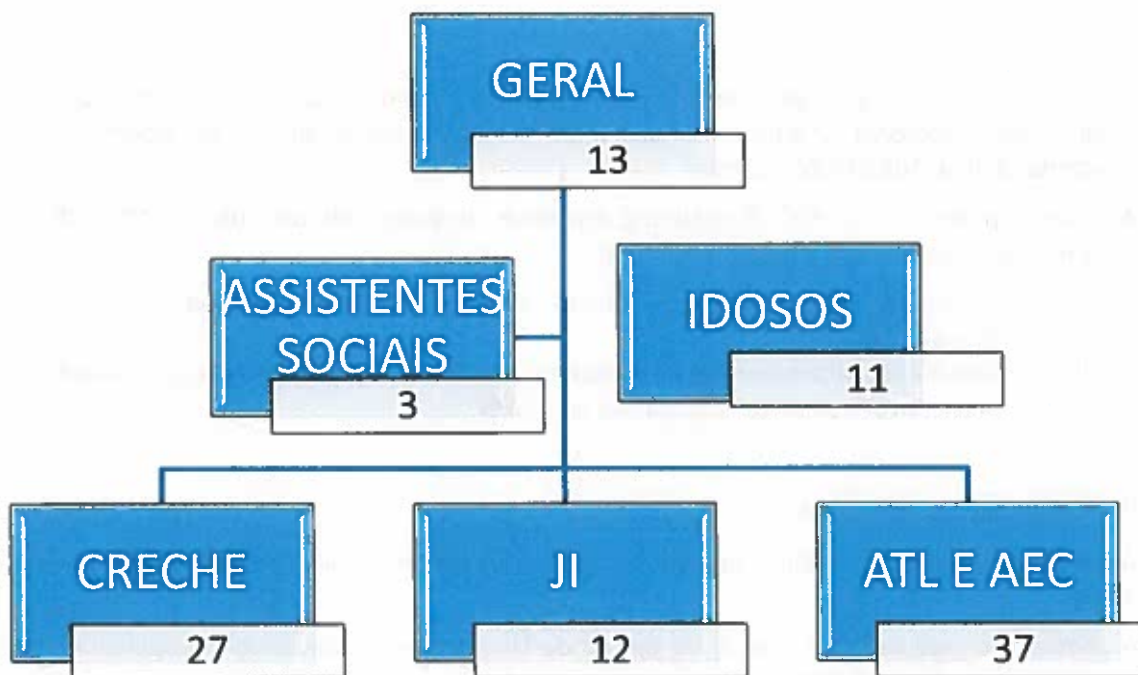 GERAL
13
ASSISTENTES
SOCIAIS
3
IDOSOS
11
CRECHE
27
JI
12
ATL E AEC
37